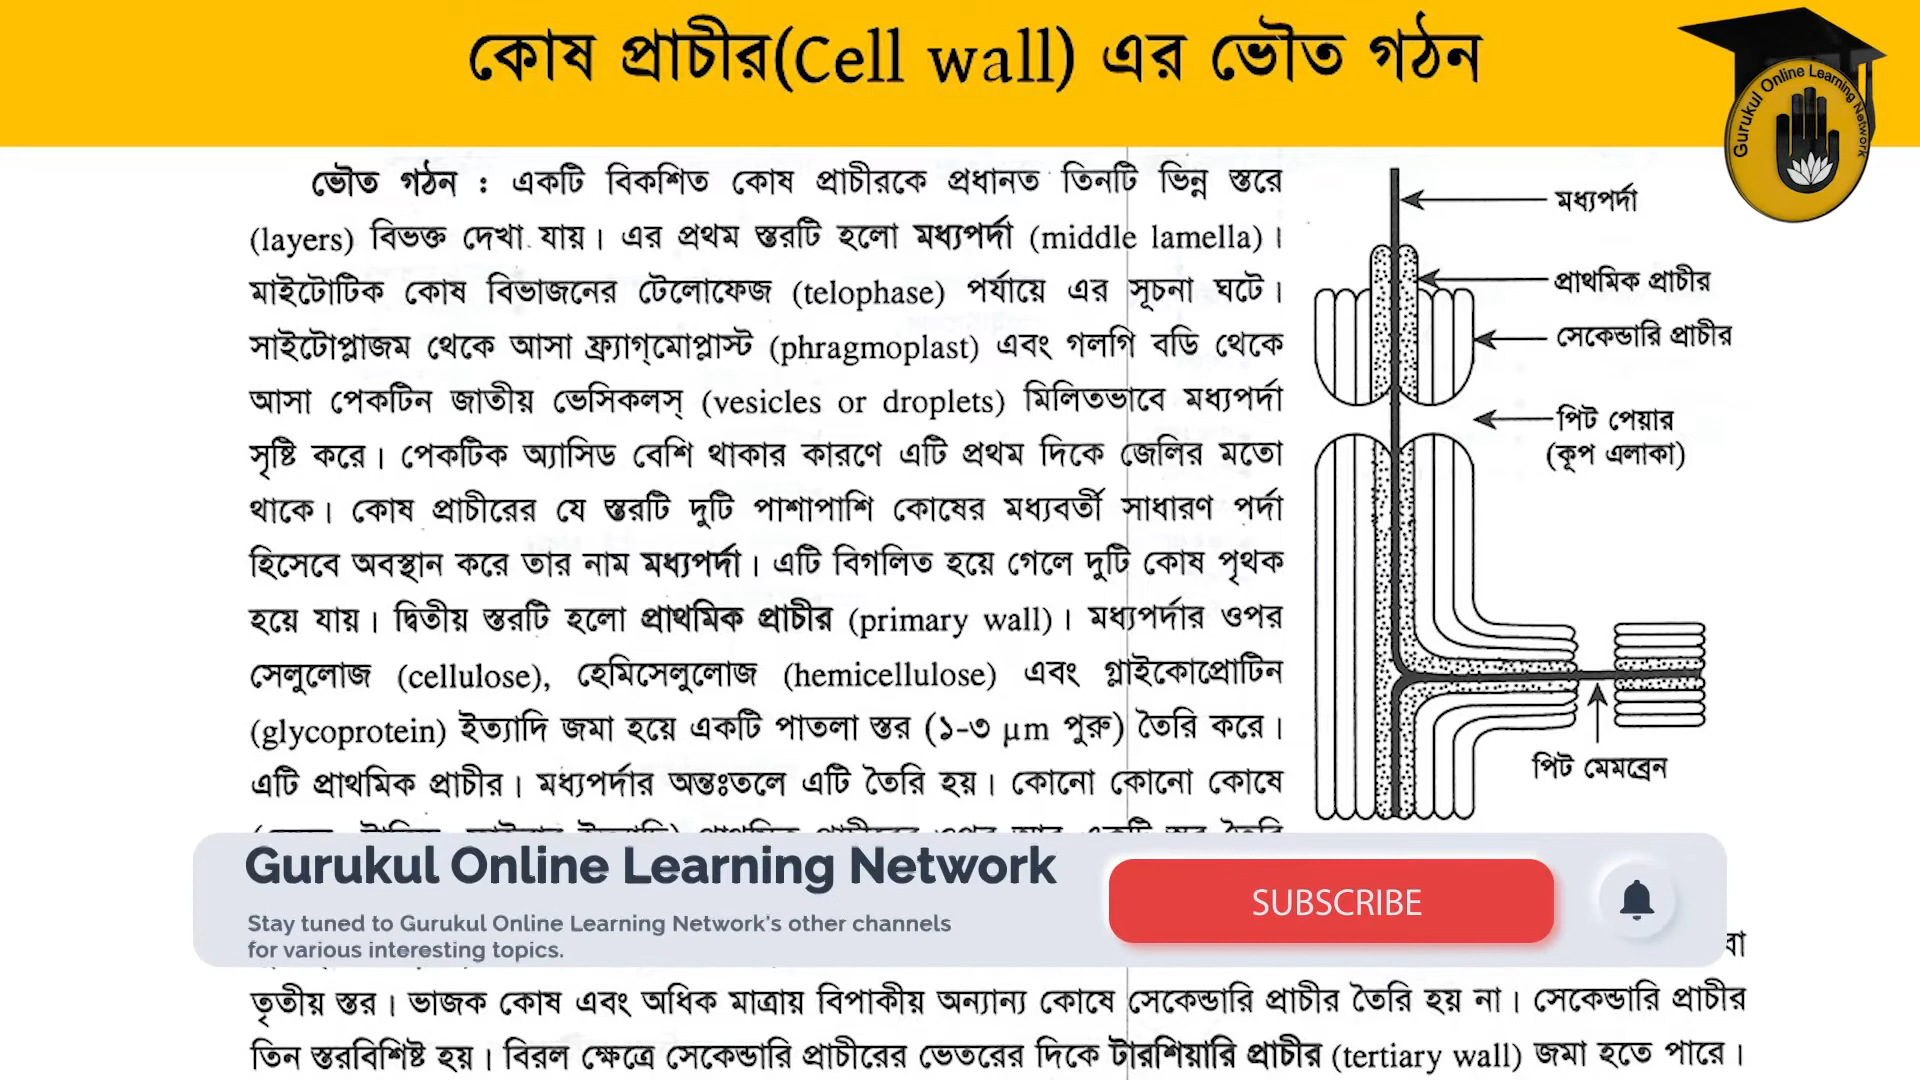 কোষ প্রাচীর(Cell wall) এর ভৌত গঠন
Gurukul Online Learning Network
ভৌত গঠন : একটি বিকশিত কোষ প্রাচীরকে প্রধানত তিনটি ভিন্ন স্তরে
(layers) বিভক্ত দেখা যায়। এর প্রথম স্তরটি হলো মধ্যপর্দা (middle lamella)।
মাইটোটিক কোষ বিভাজনের টেলোফেজ (telophase) পর্যায়ে এর সূচনা ঘটে।
সাইটোপ্লাজম থেকে আসা ফ্র্যাগ্‌মোপ্লাস্ট (phragmoplast) এবং গলগি বডি থেকে
আসা পেকটিন জাতীয় ভেসিকলস্ (vesicles or droplets) মিলিতভাবে মধ্যপর্দা
সৃষ্টি করে। পেকটিক অ্যাসিড বেশি থাকার কারণে এটি প্রথম দিকে জেলির মতো
থাকে। কোষ প্রাচীরের যে স্তরটি দুটি পাশাপাশি কোষের মধ্যবর্তী সাধারণ পর্দা
হিসেবে অবস্থান করে তার নাম মধ্যপর্দা। এটি বিগলিত হয়ে গেলে দুটি কোষ পৃথক
হয়ে যায়। দ্বিতীয় স্তরটি হলো প্রাথমিক প্রাচীর (primary wall)। মধ্যপর্দার ওপর
সেলুলোজ (cellulose), হেমিসেলুলোজ (hemicellulose) এবং গ্লাইকোপ্রোটিন
(glycoprotein) ইত্যাদি জমা হয়ে একটি পাতলা স্তর (১-৩ μm পুরু) তৈরি করে।
এটি প্রাথমিক প্রাচীর। মধ্যপর্দার অন্তঃতলে এটি তৈরি হয়। কোনো কোনো কোষে
মধ্যপর্দা
প্রাথমিক প্রাচীর
সেকেন্ডারি প্রাচীর
পিট পেয়ার
(কূপ এলাকা)
পিট মেমব্রেন
Gurukul Online Learning Network
Stay tuned to Gurukul Online Learning Network's other channels
for various interesting topics.
SUBSCRIBE
বা
তৃতীয় স্তর। ভাজক কোষ এবং অধিক মাত্রায় বিপাকীয় অন্যান্য কোষে সেকেন্ডারি প্রাচীর তৈরি হয় না। সেকেন্ডারি প্রাচীর
তিন স্তরবিশিষ্ট হয়। বিরল ক্ষেত্রে সেকেন্ডারি প্রাচীরের ভেতরের দিকে টারশিয়ারি প্রাচীর (tertiary wall) জমা হতে পারে।